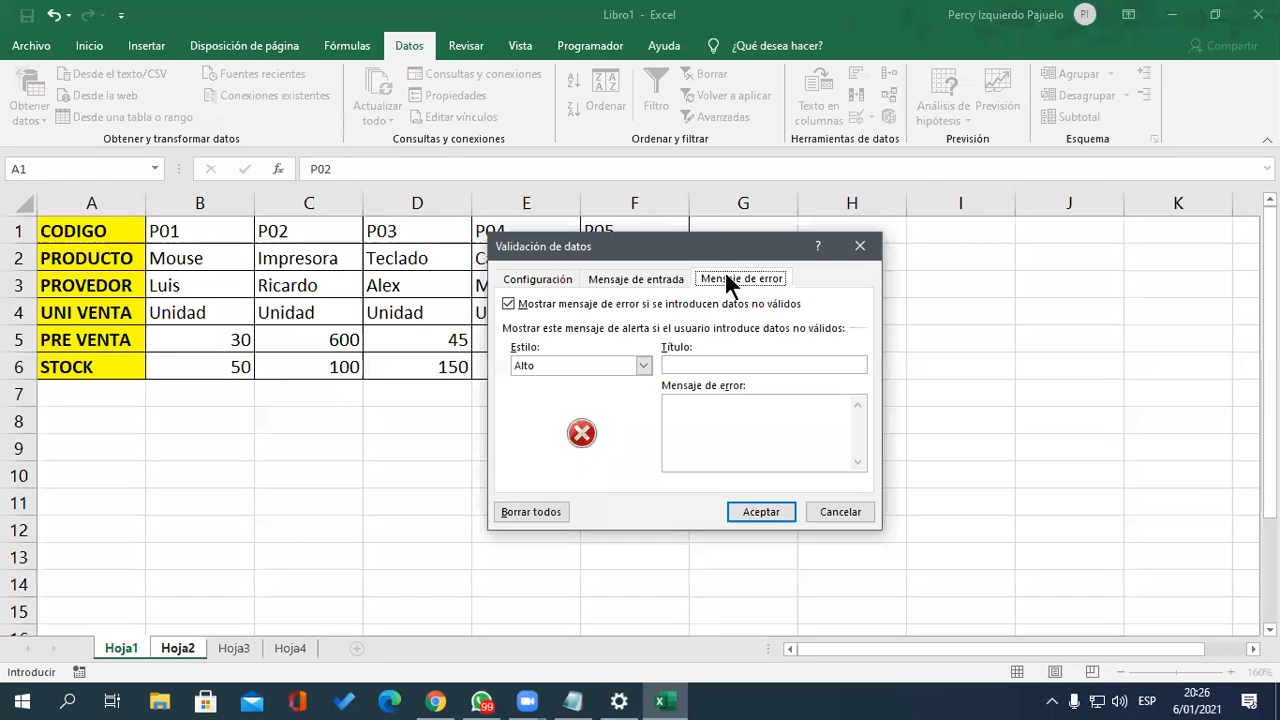 Libro1 - Excel
Percy Izquierdo Pajuelo
PI
Archivo
Inicio
Insertar
Disposición de página
Fórmulas
Datos
Revisar
Vista
Programador
Ayuda
¿Qué desea hacer?
Compartir
Obtener datos
Desde el texto/CSV
Desde la web
Desde una tabla o rango
Fuentes recientes
Conexiones existentes
Obtener y transformar datos
Actualizar todo
Consultas y conexiones
Propiedades
Editar vínculos
Consultas y conexiones
Ordenar
Filtro
Borrar
Volver a aplicar
Avanzadas
Ordenar y filtrar
Texto en columnas
Herramientas de datos
Análisis de hipótesis
Previsión
Previsión
Agrupar
Desagrupar
Subtotal
Esquema
A1
fx
P02
A B C D E F G H I J K
1 CODIGO P01 P02 P03 P04 P05
2 PRODUCTO Mouse Impresora Teclado
3 PROVEDOR Luis Ricardo Alex
4 UNI VENTA Unidad Unidad Unidad
5 PRE VENTA 30 600 45
6 STOCK 50 100 150
7
8
9
10
11
12
13
14
15
Validación de datos
?
Configuración
Mensaje de entrada
Mensaje de error
Mostrar mensaje de error si se introducen datos no válidos
Mostrar este mensaje de alerta si el usuario introduce datos no válidos:
Estilo:
Título:
Alto
Mensaje de error:
Borrar todos
Aceptar
Cancelar
Hoja1
Hoja2
Hoja3
Hoja4
Introducir
160%
99
ESP
20:26
6/01/2021